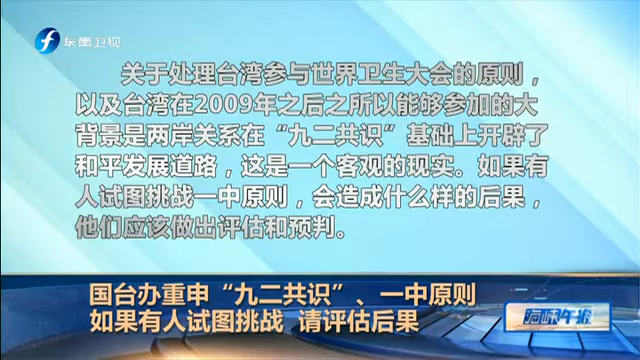 东南卫视
关于处理台湾参与世界卫生大会的原则，
以及台湾在2009年之后之所以能够参加的大
背景是两岸关系在“九二共识”基础上开辟了
和平发展道路，这是一个客观的现实。如果有
人试图挑战一中原则，会造成什么样的后果，
他们应该做出评估和预判。
国台办重申“九二共识”、一中原则
如果有人试图挑战 请评估后果
海峡午报